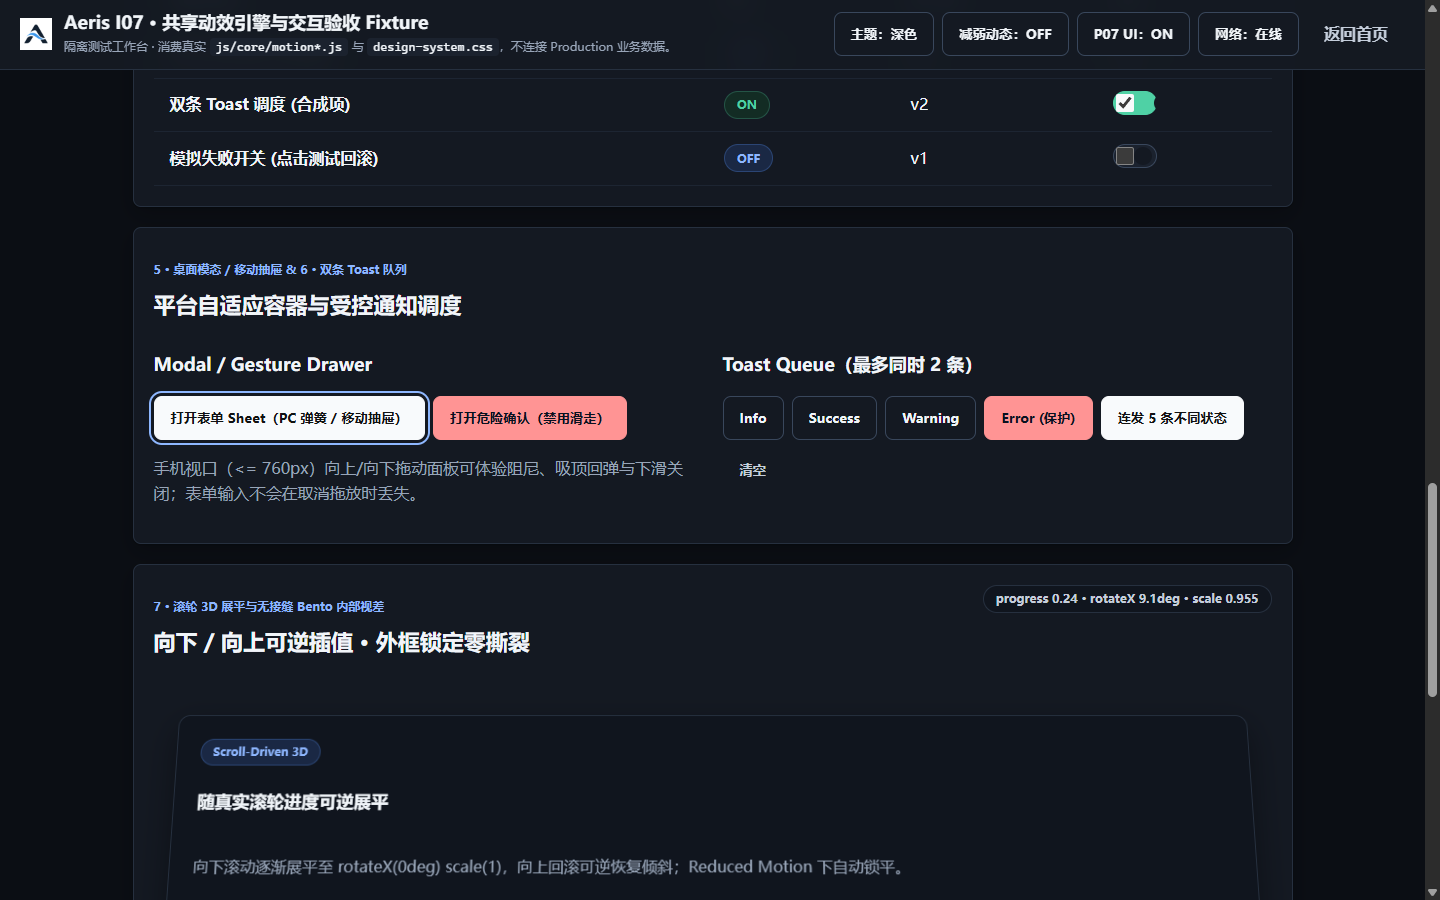 Aeris I07 • 共享动效引擎与交互验收 Fixture
隔离测试工作台 · 消费真实 js/core/motion*.js 与 design-system.css，不连接 Production 业务数据。
主题：深色
减弱动态：OFF
P07 UI：ON
网络：在线
返回首页
双条 Toast 调度 (合成项)
ON
v2
模拟失败开关 (点击测试回滚)
OFF
v1
5 • 桌面模态 / 移动抽屉 & 6 • 双条 Toast 队列
平台自适应容器与受控通知调度
Modal / Gesture Drawer
打开表单 Sheet（PC 弹簧 / 移动抽屉）
打开危险确认（禁用滑走）
手机视口（<= 760px）向上/向下拖动面板可体验阻尼、吸顶回弹与下滑关
闭；表单输入不会在取消拖放时丢失。
Toast Queue（最多同时 2 条）
Info
Success
Warning
Error (保护)
连发 5 条不同状态
清空
7 • 滚轮 3D 展平与无接缝 Bento 内部视差
progress 0.24 • rotateX 9.1deg • scale 0.955
向下 / 向上可逆插值 • 外框锁定零撕裂
Scroll-Driven 3D
随真实滚轮进度可逆展平
向下滚动逐渐展平至 rotateX(0deg) scale(1)，向上回滚可逆恢复倾斜；Reduced Motion 下自动锁平。